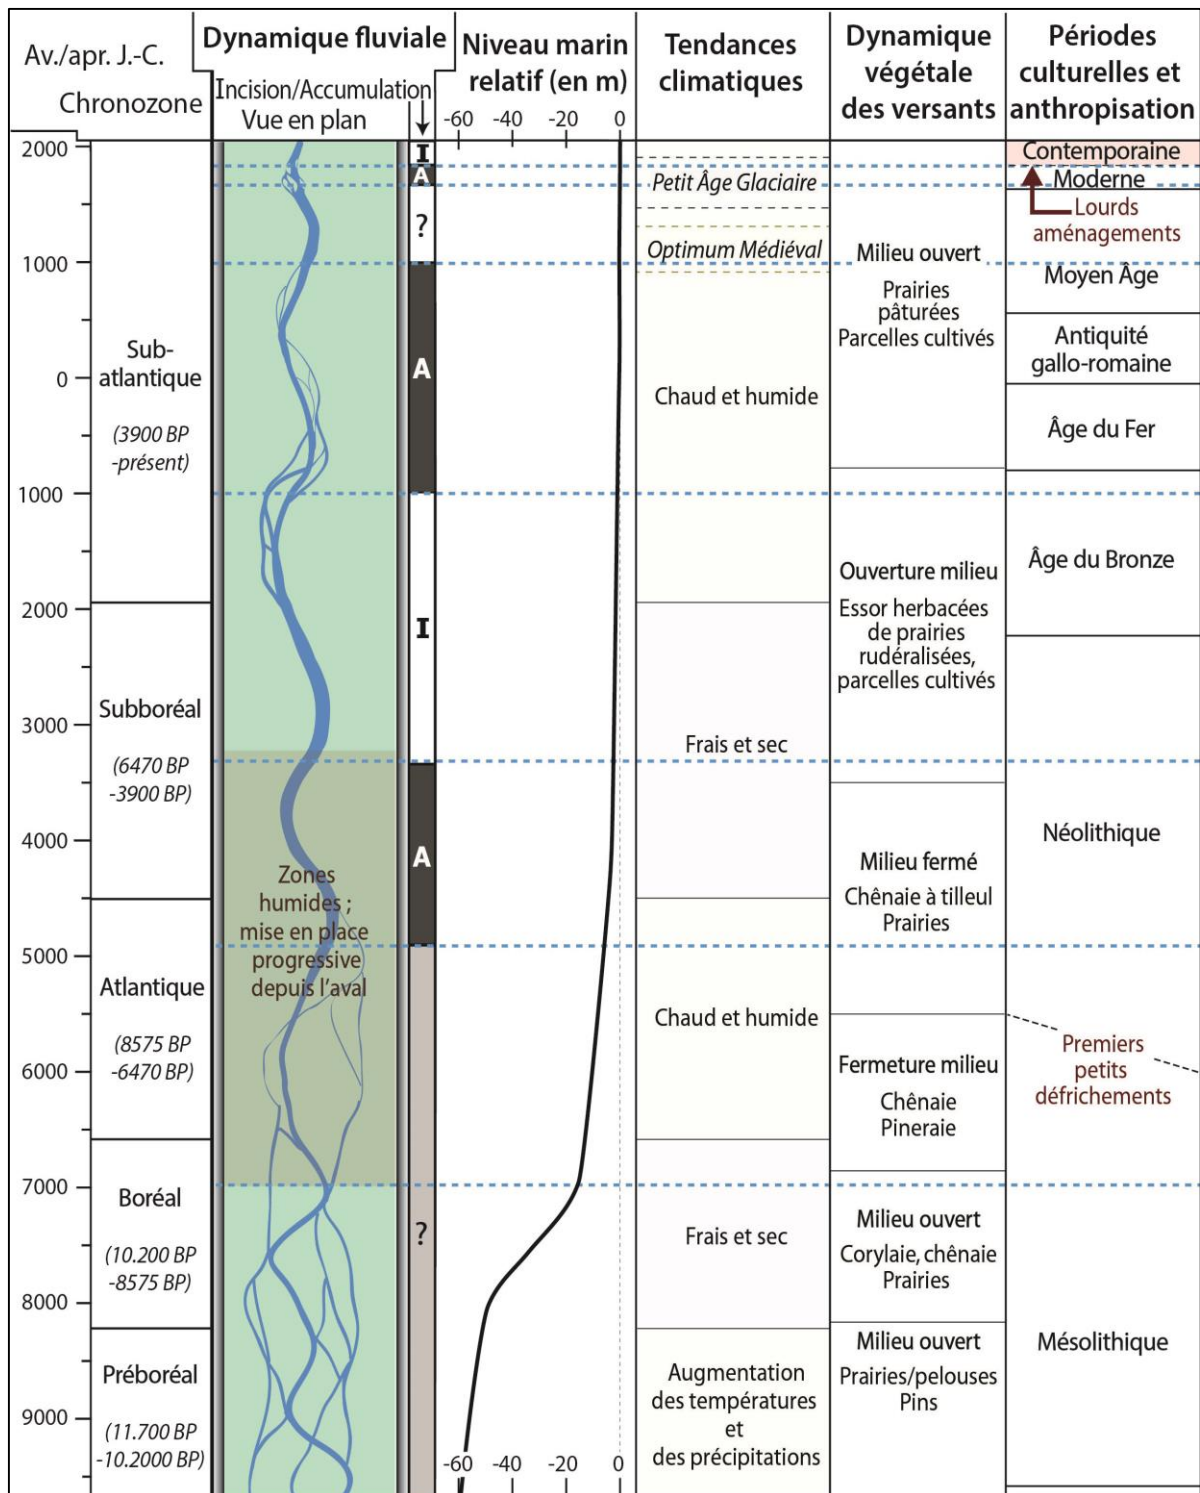 Av./apr. J.-C.
Chronozone
Dynamique fluviale
Incision/Accumulation
Vue en plan
Niveau marin
relatif (en m)
-60 -40 -20 0
Tendances
climatiques
Dynamique
végétale
des versants
Périodes
culturelles et
anthropisation
2000
1000
0
1000
2000
3000
4000
5000
6000
7000
8000
9000
Sub-
atlantique
(3900 BP
-présent)
Subboréal
(6470 BP
-3900 BP)
Atlantique
(8575 BP
-6470 BP)
Boréal
(10.200 BP
-8575 BP)
Préboréal
(11.700 BP
-10.2000 BP)
Zones
humides ;
mise en place
progressive
depuis l'aval
I
A
?
A
I
A
?
-60 -40 -20 0
Petit Âge Glaciaire
Optimum Médiéval
Chaud et humide
Frais et sec
Chaud et humide
Frais et sec
Augmentation
des températures
et
des précipitations
Milieu ouvert
Prairies
pâturées
Parcelles cultivés
Ouverture milieu
Essor herbacées
de prairies
rudéralisées,
parcelles cultivés
Milieu fermé
Chênaie à tilleul
Prairies
Fermeture milieu
Chênaie
Pineraie
Milieu ouvert
Corylaie, chênaie
Prairies
Milieu ouvert
Prairies/pelouses
Pins
Contemporaine
Moderne
Lourds
aménagements
Moyen Âge
Antiquité
gallo-romaine
Âge du Fer
Âge du Bronze
Néolithique
Premiers
petits
défrichements
Mésolithique